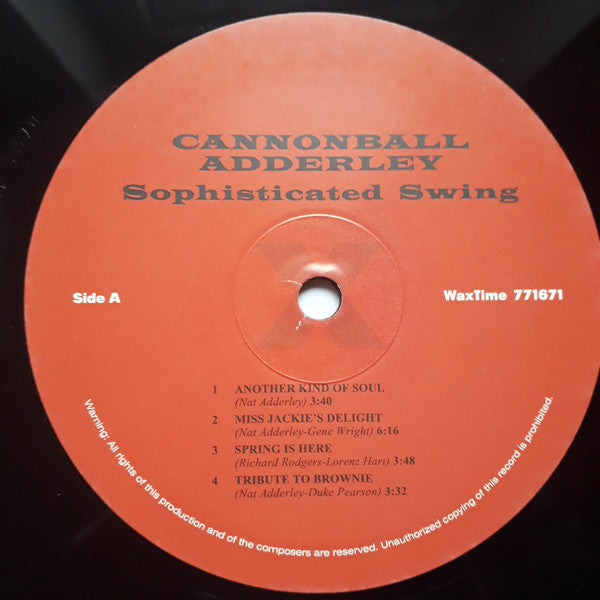 CANNONBALL
ADDERLEY
Sophisticated Swing
X
Side A
WaxTime 771671
1 ANOTHER KIND OF SOUL
(Nat Adderley) 3:40
2 MISS JACKIE'S DELIGHT
(Nat Adderley-Gene Wright) 6:16
3 SPRING IS HERE
(Richard Rodgers-Lorenz Hart) 3:48
4 TRIBUTE TO BROWNIE
(Nat Adderley-Duke Pearson) 3:32
Warning: All rights of this production and of the composers are reserved. Unauthorized copying of this record is prohibited.